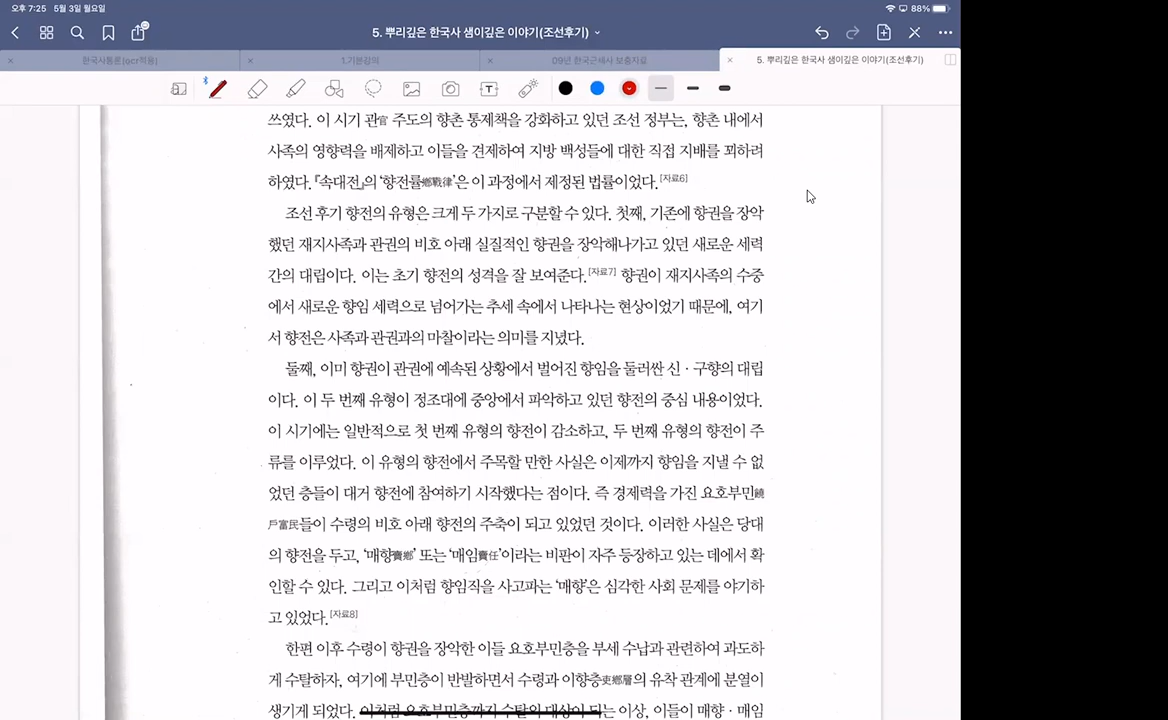 오후 7:25 5월 3일 월요일
88%
5. 뿌리깊은 한국사 샘이깊은 이야기(조선후기)
한국사통론(ocr적용)
1.기본강의
09년 한국근세사 보충자료
5. 뿌리깊은 한국사 샘이깊은 이야기(조선후기)
쓰였다. 이 시기 관官 주도의 향촌 통제책을 강화하고 있던 조선 정부는, 향촌 내에서
사족의 영향력을 배제하고 이들을 견제하여 지방 백성들에 대한 직접 지배를 꾀하려
하였다. 『속대전』의 ‘향전률鄕戰律’은 이 과정에서 제정된 법률이었다.[자료6]
조선 후기 향전의 유형은 크게 두 가지로 구분할 수 있다. 첫째, 기존에 향권을 장악
했던 재지사족과 관권의 비호 아래 실질적인 향권을 장악해나가고 있던 새로운 세력
간의 대립이다. 이는 초기 향전의 성격을 잘 보여준다.[자료7] 향권이 재지사족의 수중
에서 새로운 향임 세력으로 넘어가는 추세 속에서 나타나는 현상이었기 때문에, 여기
서 향전은 사족과 관권과의 마찰이라는 의미를 지녔다.
둘째, 이미 향권이 관권에 예속된 상황에서 벌어진 향임을 둘러싼 신·구향의 대립
이다. 이 두 번째 유형이 정조대에 중앙에서 파악하고 있던 향전의 중심 내용이었다.
이 시기에는 일반적으로 첫 번째 유형의 향전이 감소하고, 두 번째 유형의 향전이 주
류를 이루었다. 이 유형의 향전에서 주목할 만한 사실은 이제까지 향임을 지낼 수 없
었던 층들이 대거 향전에 참여하기 시작했다는 점이다. 즉 경제력을 가진 요호부민饒
戶富民들이 수령의 비호 아래 향전의 주축이 되고 있었던 것이다. 이러한 사실은 당대
의 향전을 두고, ‘매향賣鄕’ 또는 ‘매임賣任’이라는 비판이 자주 등장하고 있는 데에서 확
인할 수 있다. 그리고 이처럼 향임직을 사고파는 ‘매향’은 심각한 사회 문제를 야기하
고 있었다.[자료8]
한편 이후 수령이 향권을 장악한 이들 요호부민층을 부세 수납과 관련하여 과도하
게 수탈하자, 여기에 부민층이 반발하면서 수령과 이향층吏鄕層의 유착 관계에 분열이
생기게 되었다. 이처럼 요호부민층까지 수탈의 대상이 되는 이상, 이들이 매향·매임